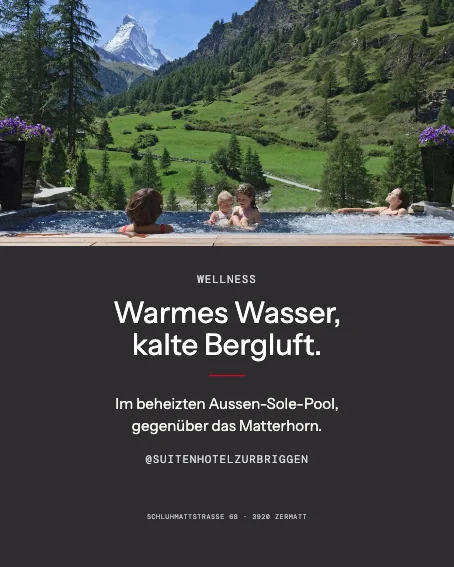 WELLNESS
Warmes Wasser,
kalte Bergluft.
Im beheizten Aussen-Sole-Pool,
gegenüber das Matterhorn.
@SUITENHOTELZURBRIGGEN
SCHLUHMATTSTRASSE 68 · 3920 ZERMATT